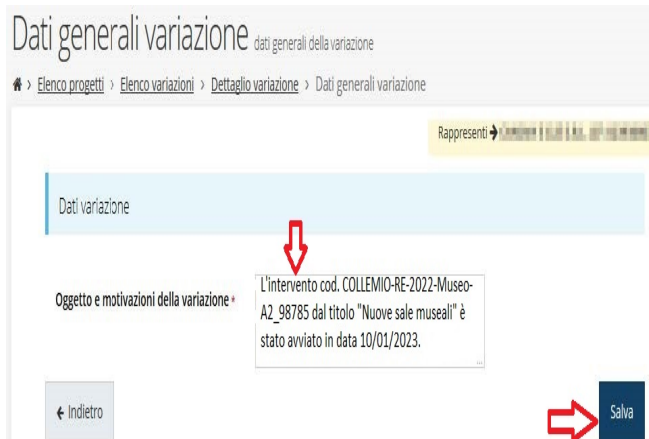 Dati generali variazione dati generali della variazione
> Elenco progetti > Elenco variazioni > Dettaglio variazione > Dati generali variazione
Rappresenti
Dati variazione
Oggetto e motivazioni della variazione *
L'intervento cod. COLLEMIO-RE-2022-Museo-
A2_98785 dal titolo "Nuove sale museali" è
stato avviato in data 10/01/2023.
Indietro
Salva